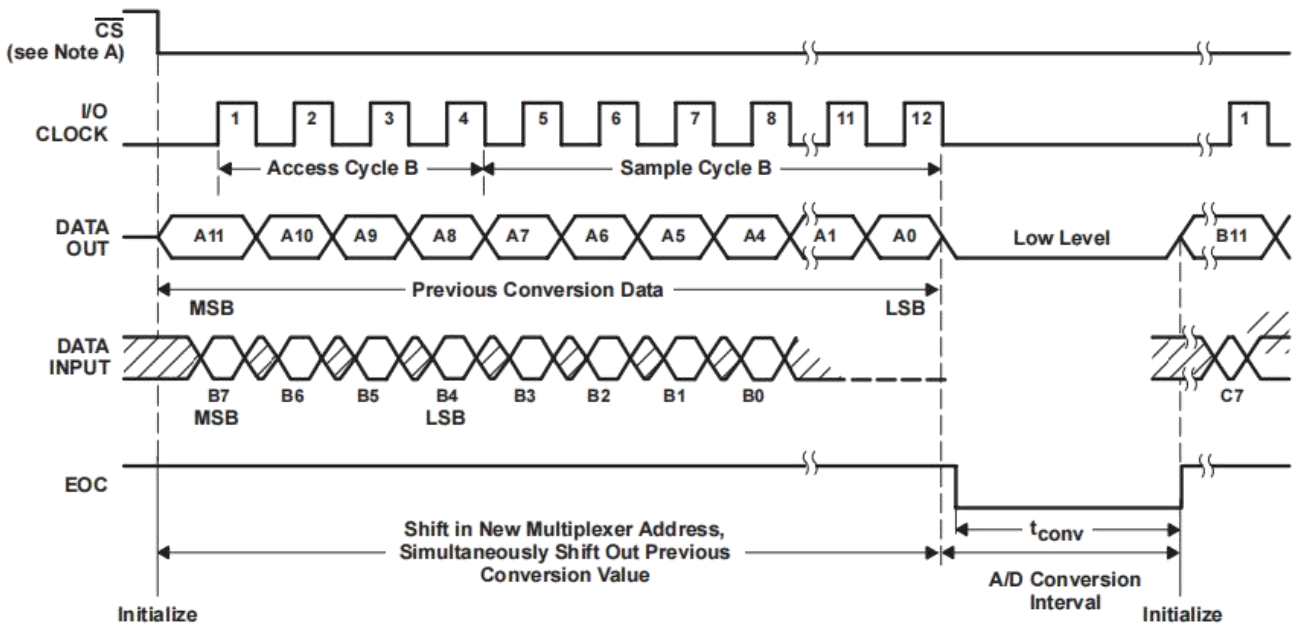 CS
(see Note A)
I/O
CLOCK
1 2 3 4 5 6 7 8 11 12 1
Access Cycle B Sample Cycle B
DATA
OUT
A11 A10 A9 A8 A7 A6 A5 A4 A1 A0 Low Level B11
Previous Conversion Data
MSB LSB
DATA
INPUT
B7 B6 B5 B4 B3 B2 B1 B0 C7
MSB LSB
EOC
Shift in New Multiplexer Address,
Simultaneously Shift Out Previous
Conversion Value
tconv
A/D Conversion
Interval
Initialize Initialize